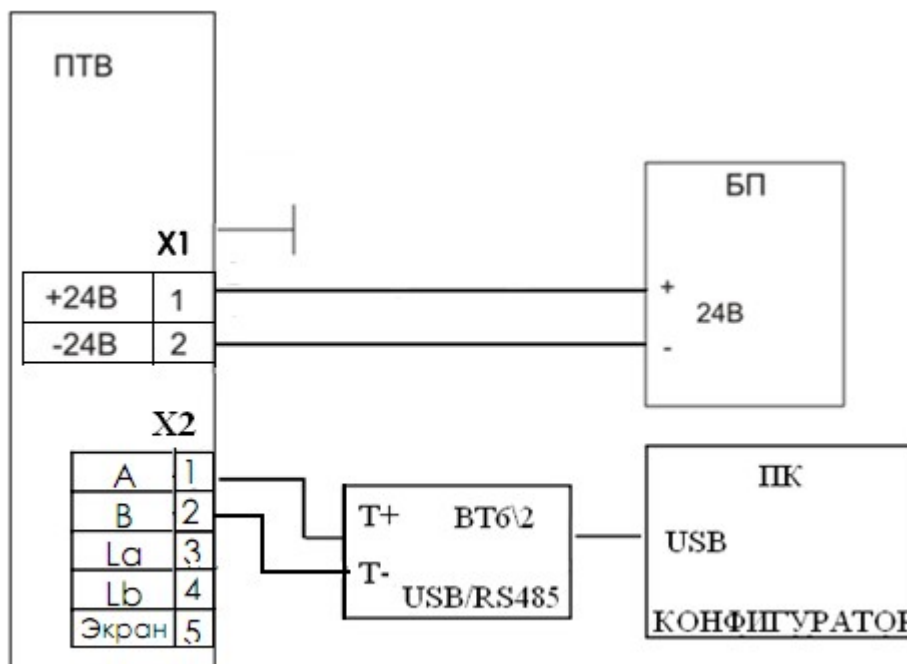 ПТВ
X1
+24В 1
-24В 2
БП
+
24В
-
X2
A 1
B 2
La 3
Lb 4
Экран 5
T+ BT6\2
T-
USB/RS485
ПК
USB
КОНФИГУРАТОР